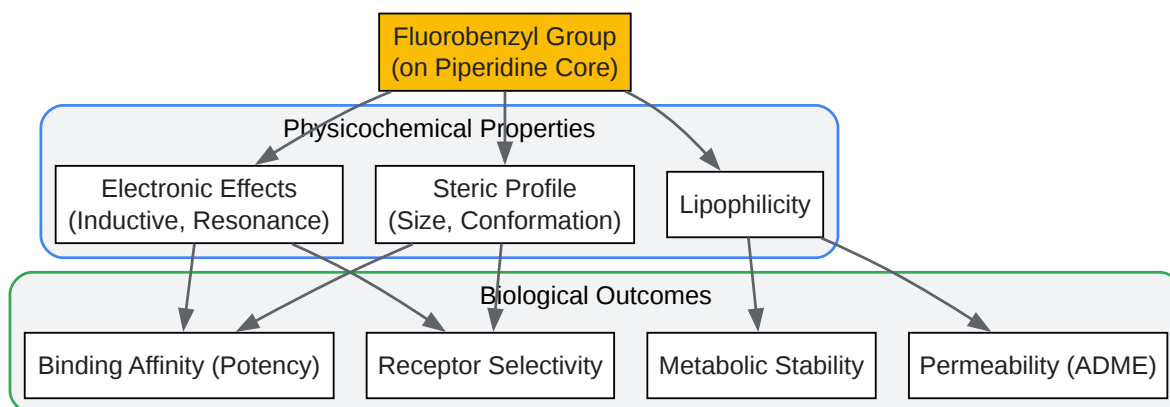 Fluorobenzyl Group
(on Piperidine Core)
Physicochemical Properties
Electronic Effects
(Inductive, Resonance)
Steric Profile
(Size, Conformation)
Lipophilicity
Biological Outcomes
Binding Affinity (Potency)
Receptor Selectivity
Metabolic Stability
Permeability (ADME)